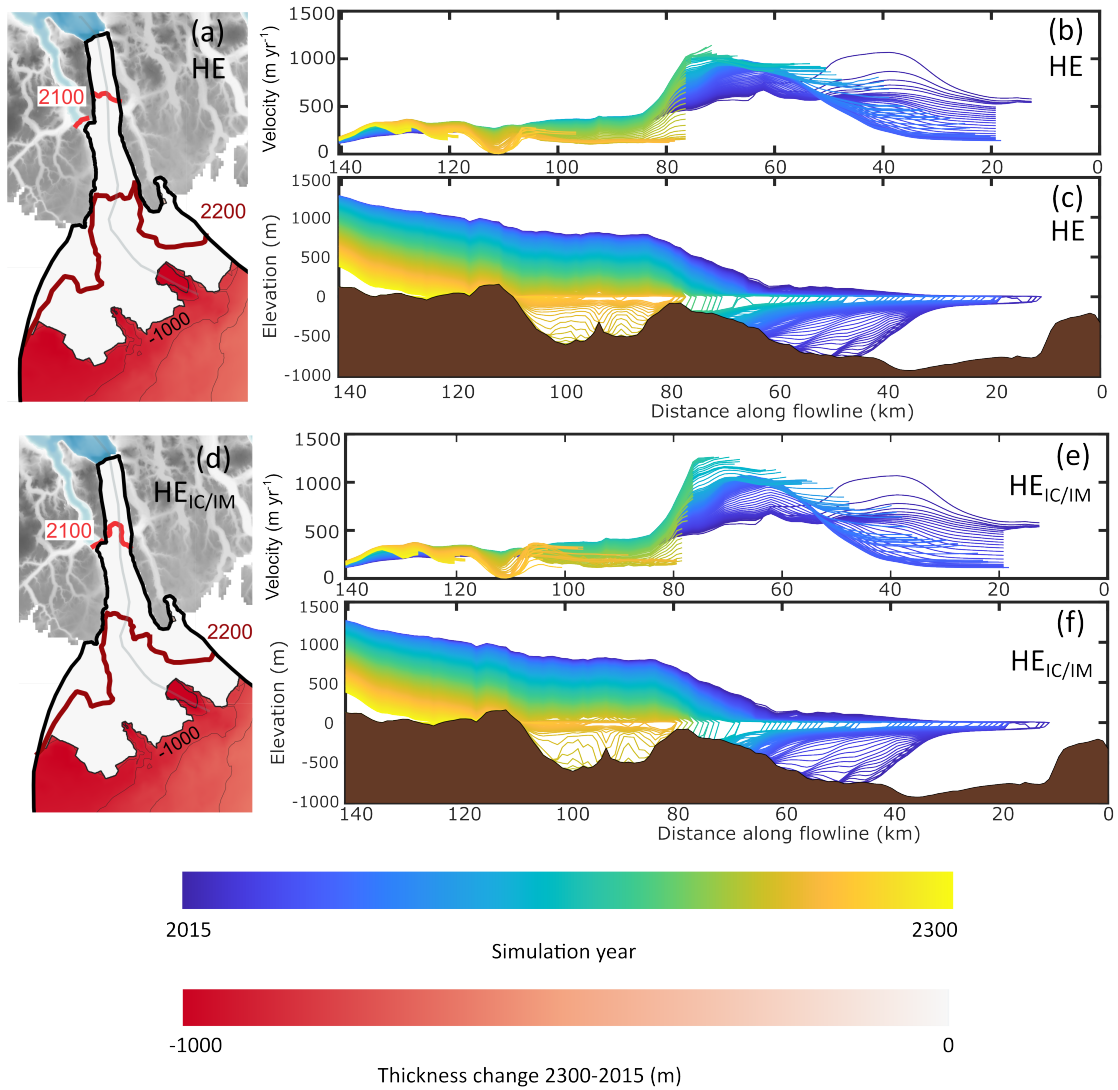 (a)
HE
2100
2200
-1000
(b)
HE
Velocity (m yr-1)
1500
1000
500
0
140 120 100 80 60 40 20 0
(c)
HE
Elevation (m)
1500
1000
500
0
-500
-1000
140 120 100 80 60 40 20 0
Distance along flowline (km)
(d)
HEIC/IM
2100
2200
-1000
(e)
HEIC/IM
Velocity (m yr-1)
1500
1000
500
0
140 120 100 80 60 40 20 0
(f)
HEIC/IM
Elevation (m)
1500
1000
500
0
-500
-1000
140 120 100 80 60 40 20 0
Distance along flowline (km)
2015 2300
Simulation year
-1000 0
Thickness change 2300-2015 (m)